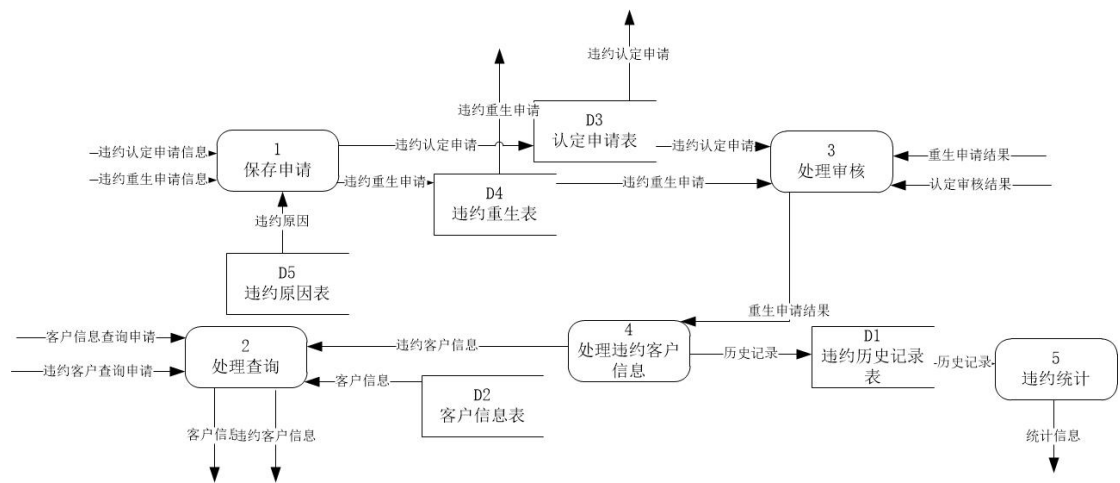 违约认定申请
违约重生申请
D3
认定申请表
违约认定申请信息
违约重生申请信息
1
保存申请
违约认定申请
违约重生申请
D4
违约重生表
违约认定申请
违约重生申请
3
处理审核
重生申请结果
认定审核结果
违约原因
D5
违约原因表
重生申请结果
客户信息查询申请
违约客户查询申请
2
处理查询
违约客户信息
客户信息
D2
客户信息表
4
处理违约客户
信息
历史记录
D1
违约历史记录
表
历史记录
5
违约统计
客户信息
违约客户信息
统计信息